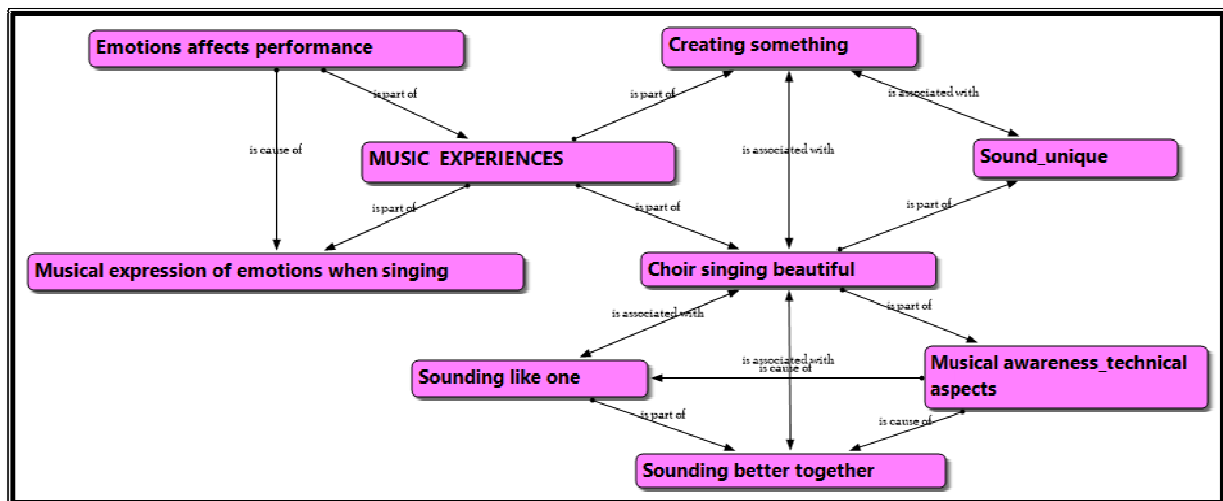 Emotions affects performance
Creating something
is part of
is part of
is associated with
is cause of
is associated with
MUSIC EXPERIENCES
Sound_unique
is part of
is part of
is part of
Musical expression of emotions when singing
Choir singing beautiful
is associated with
is part of
Sounding like one
is associated with
is cause of
Musical awareness_technical
aspects
is part of
is cause of
Sounding better together